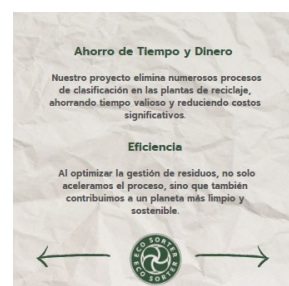 Ahorro de Tiempo y Dinero
Nuestro proyecto elimina numerosos procesos
de clasificación en las plantas de reciclaje,
ahorrando tiempo valioso y reduciendo costos
significativos.
Eficiencia
Al optimizar la gestión de residuos, no solo
aceleramos el proceso, sino que también
contribuimos a un planeta más limpio y
sostenible.
ECO SORTER
ECO SORTER